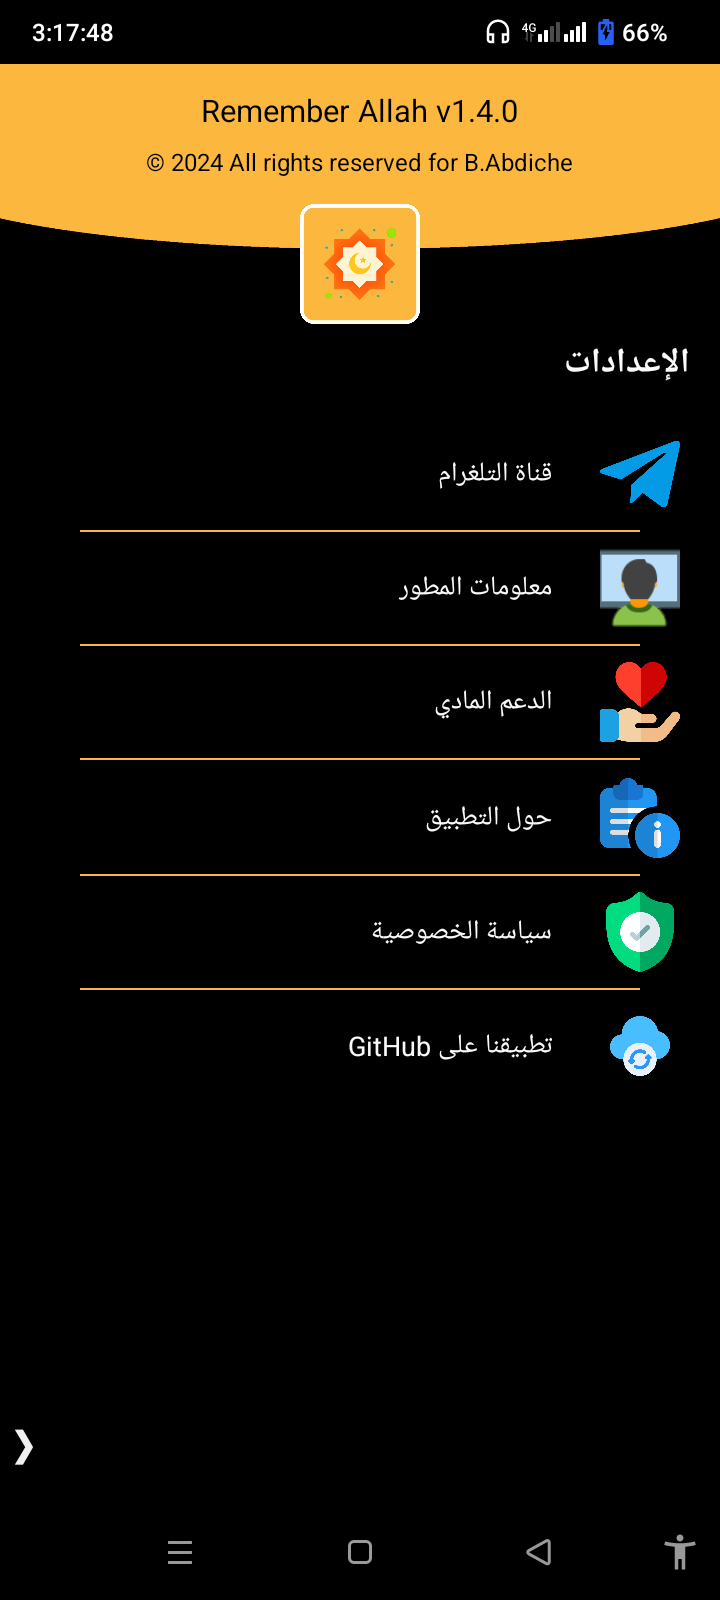 3:17:48
4G
66%
Remember Allah v1.4.0
© 2024 All rights reserved for B.Abdiche
الإعدادات
قناة التلغرام
معلومات المطور
الدعم المادي
حول التطبيق
سياسة الخصوصية
تطبيقنا على GitHub